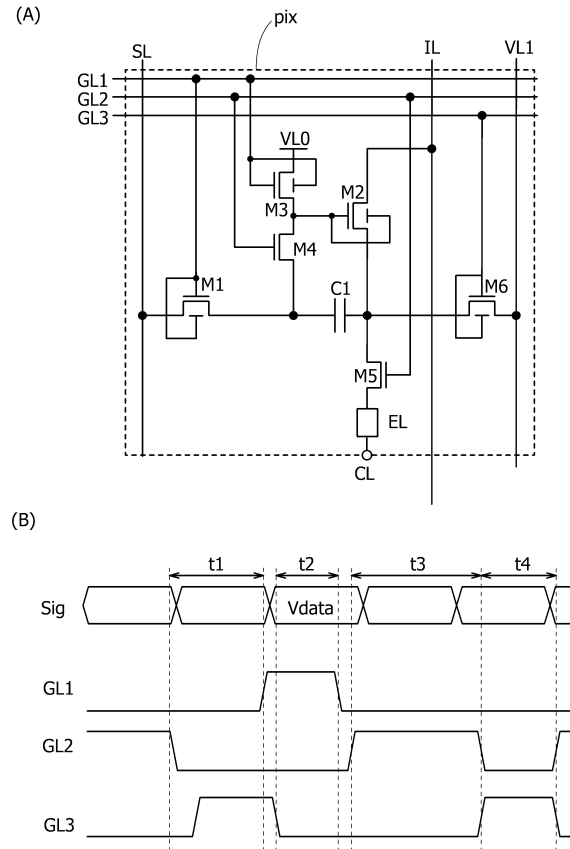 (A)
pix
SL
IL
VL1
GL1
GL2
GL3
VL0
M2
M3
M4
M1
C1
M6
M5
EL
CL
(B)
t1
t2
t3
t4
Sig
Vdata
GL1
GL2
GL3